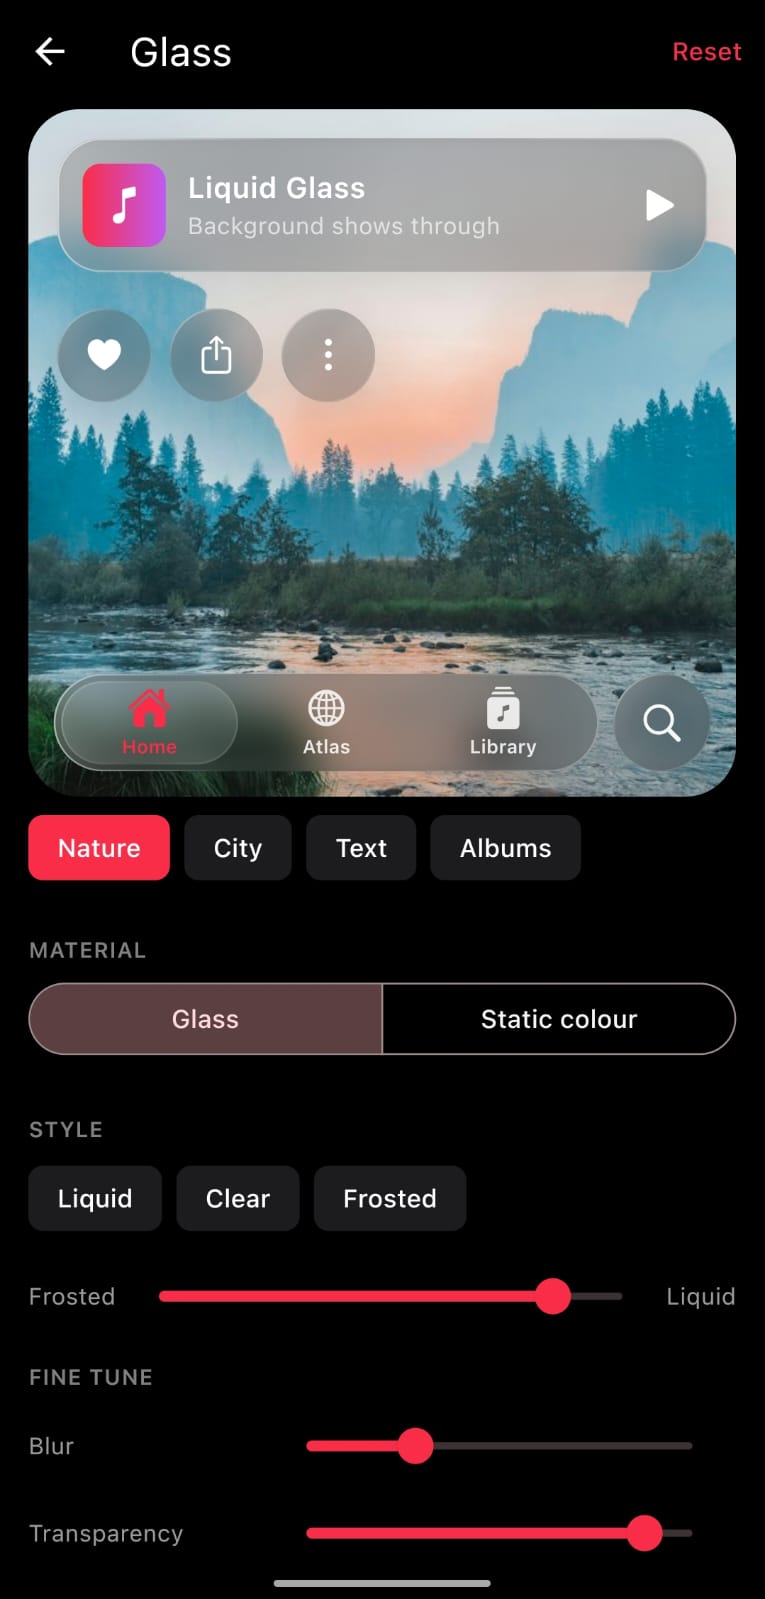 Glass
Reset
Liquid Glass
Background shows through
Home
Atlas
Library
Nature
City
Text
Albums
MATERIAL
Glass
Static colour
STYLE
Liquid
Clear
Frosted
Frosted
Liquid
FINE TUNE
Blur
Transparency